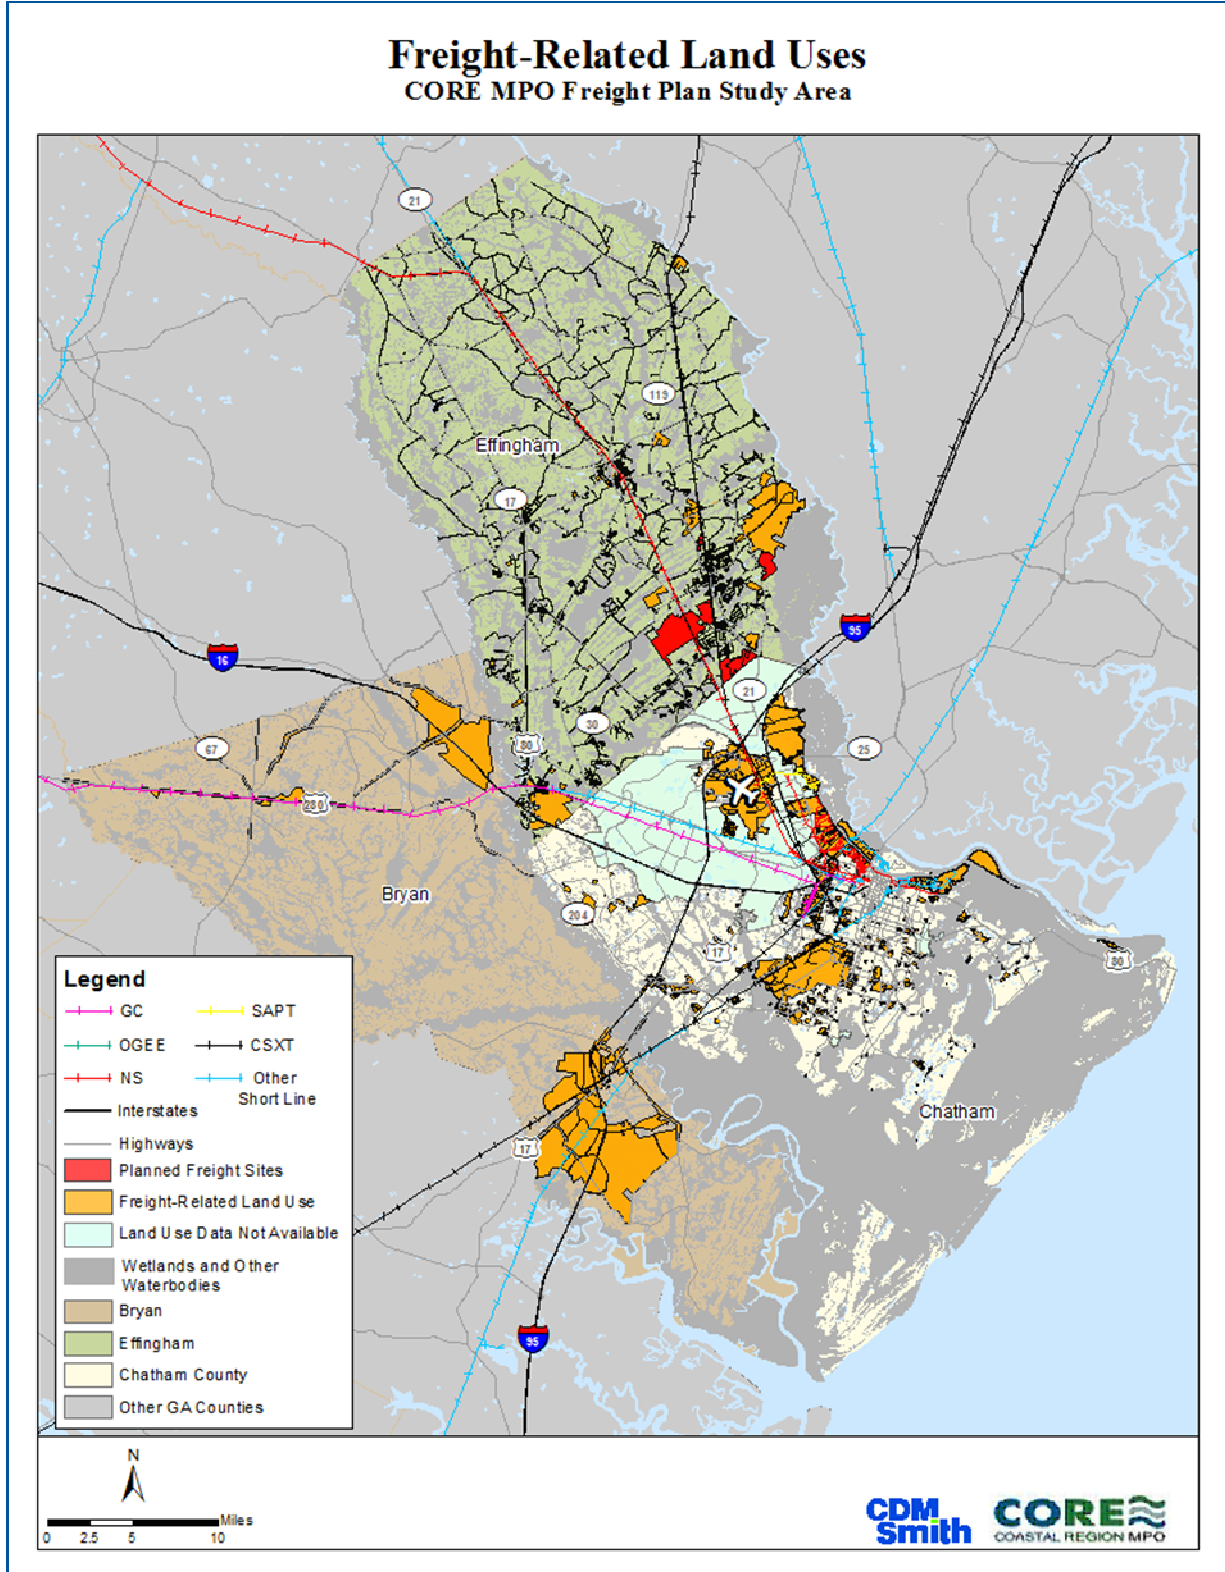 Freight-Related Land Uses
CORE MPO Freight Plan Study Area
21
119
Effingham
17
95
16
21
30
80
67
25
280
Bryan
204
17
80
Chatham
17
95
Legend
GC
SAPT
OGEE
CSXT
NS
Other
Short Line
Interstates
Highways
Planned Freight Sites
Freight-Related Land Use
Land Use Data Not Available
Wetlands and Other
Waterbodies
Bryan
Effingham
Chatham County
Other GA Counties
N
Miles
0 2.5 5 10
CDM
Smith
CORE
COASTAL REGION MPO